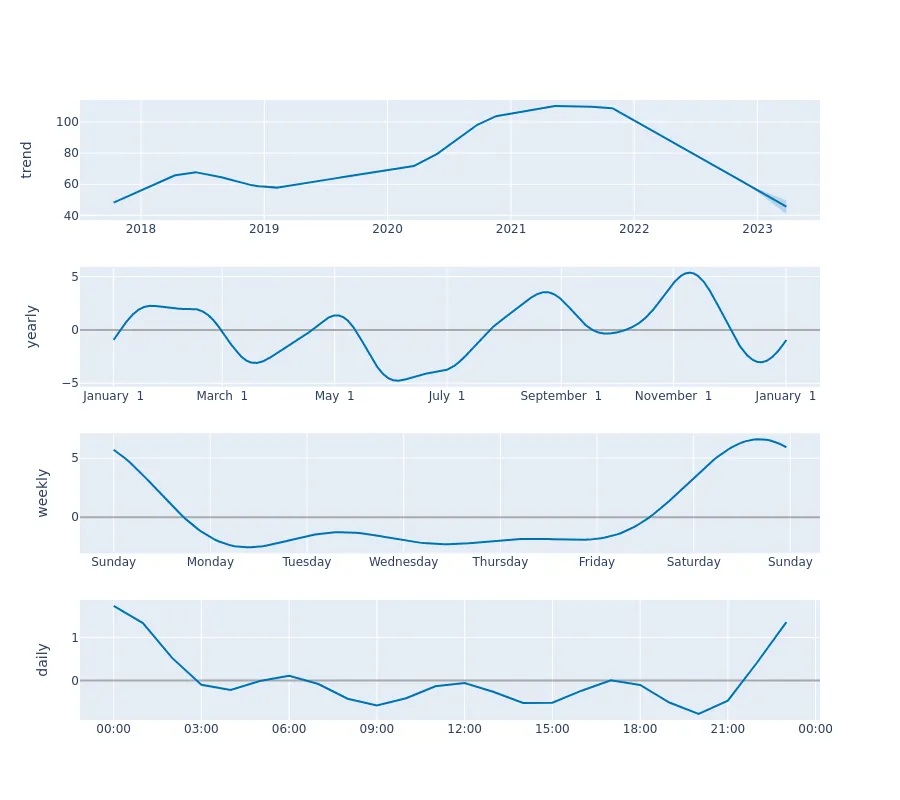 trend
100
80
60
40
2018 2019 2020 2021 2022 2023
yearly
5
0
−5
January 1 March 1 May 1 July 1 September 1 November 1 January 1
weekly
5
0
Sunday Monday Tuesday Wednesday Thursday Friday Saturday Sunday
daily
1
0
00:00 03:00 06:00 09:00 12:00 15:00 18:00 21:00 00:00